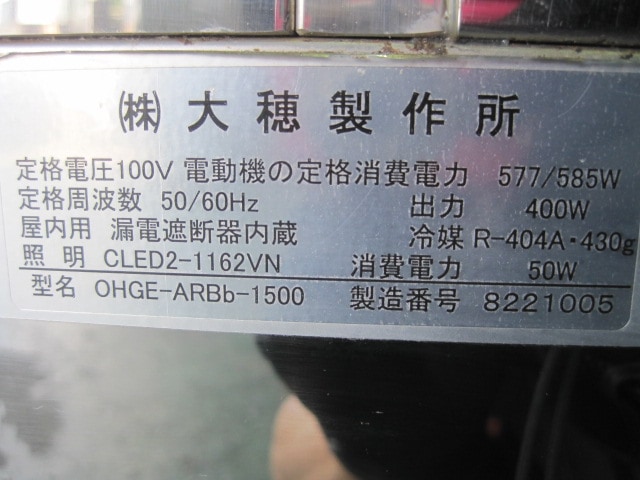 ㈱大穂製作所
定格電圧100V 電動機の定格消費電力 577/585W
定格周波数 50/60Hz 出力 400W
屋内用 漏電遮断器内蔵 冷媒 R-404A・430g
照明 CLED2-1162VN 消費電力 50W
型名 OHGE-ARBb-1500 製造番号 8221005